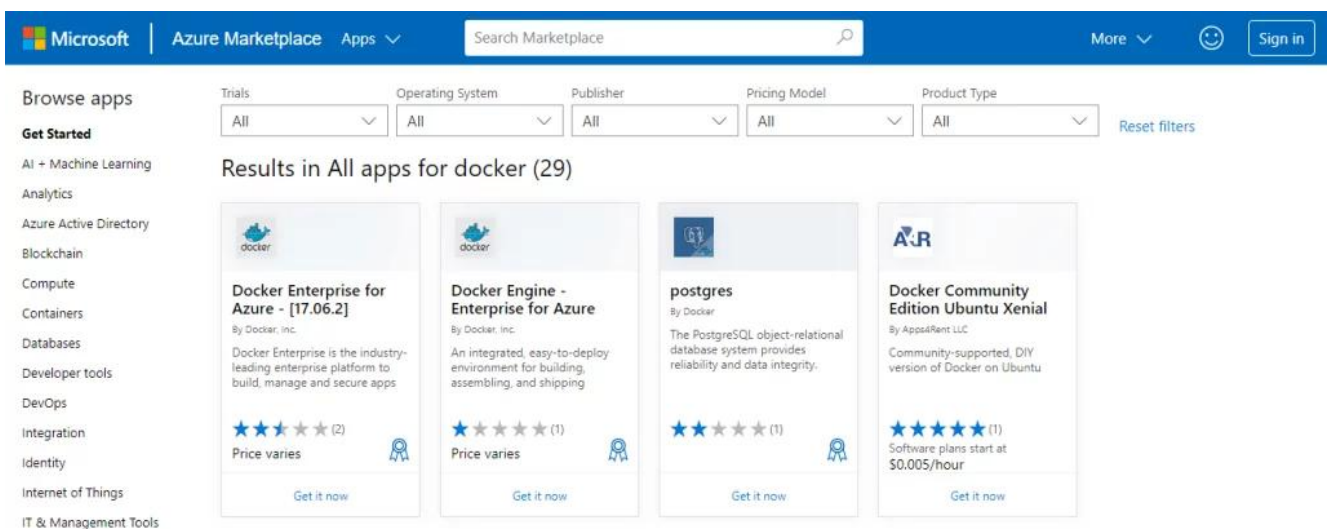 Microsoft
Azure Marketplace
Apps
Search Marketplace
More
Sign in
Browse apps
Get Started
AI + Machine Learning
Analytics
Azure Active Directory
Blockchain
Compute
Containers
Databases
Developer tools
DevOps
Integration
Identity
Internet of Things
IT & Management Tools
Trials
All
Operating System
All
Publisher
All
Pricing Model
All
Product Type
All
Reset filters
Results in All apps for docker (29)
docker
Docker Enterprise for
Azure - [17.06.2]
By Docker, Inc.
Docker Enterprise is the industry-
leading enterprise platform to
build, manage and secure apps
(2)
Price varies
Get it now
docker
Docker Engine -
Enterprise for Azure
By Docker, Inc.
An integrated, easy-to-deploy
environment for building,
assembling, and shipping
(1)
Price varies
Get it now
postgres
By Docker
The PostgreSQL object-relational
database system provides
reliability and data integrity.
(1)
Get it now
A4R
Docker Community
Edition Ubuntu Xenial
By Apps4Rent LLC
Community-supported, DIY
version of Docker on Ubuntu
(1)
Software plans start at
$0.005/hour
Get it now